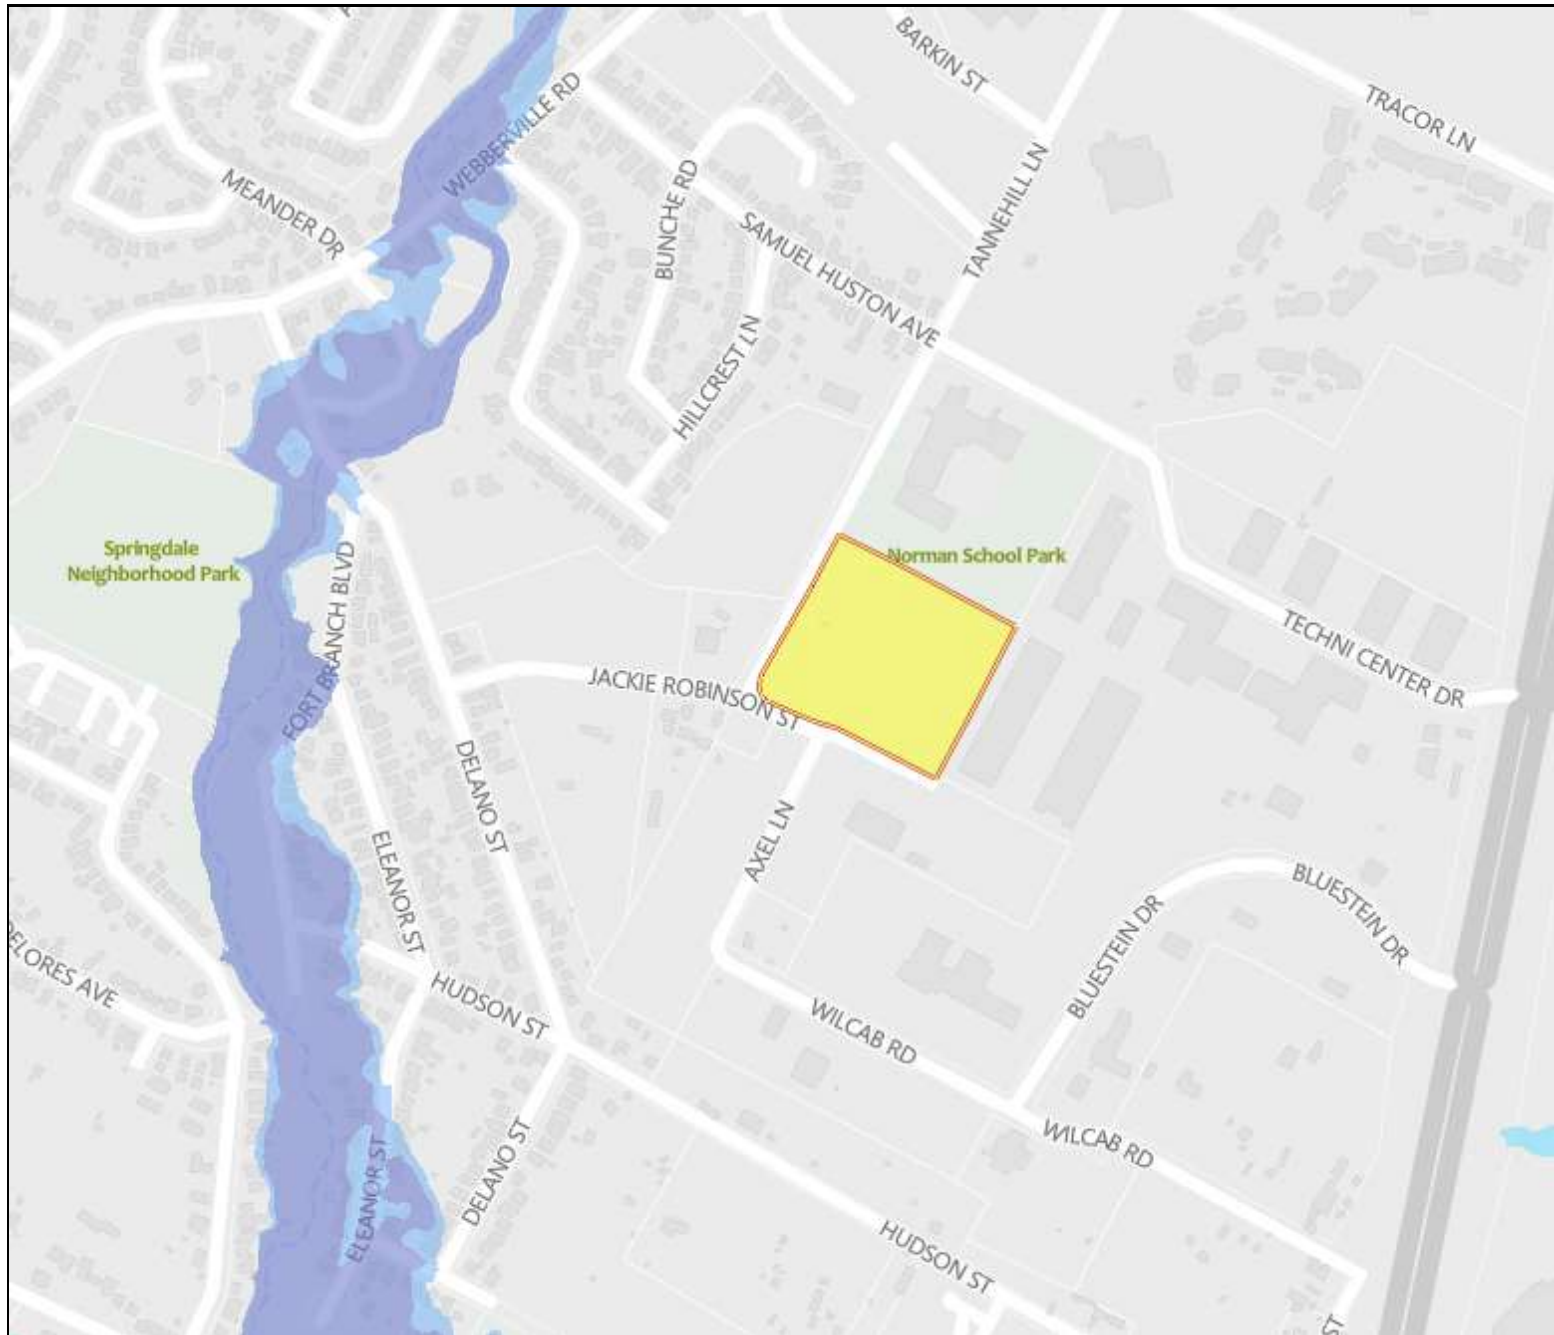 BARKIN ST
TRACOR LN
WEBBERVILLE RD
MEANDER DR
BUNCHE RD
TANNEHILL LN
SAMUEL HUSTON AVE
HILLCREST LN
Springdale
Neighborhood Park
Norman School Park
FORT BRANCH BLVD
TECHNI CENTER DR
JACKIE ROBINSON ST
DELANO ST
AXEL LN
ELEANOR ST
BLUESTEIN DR
BLUESTEIN DR
DELORES AVE
HUDSON ST
WILCAB RD
WILCAB RD
DELANO ST
ELEANOR ST
HUDSON ST
ST